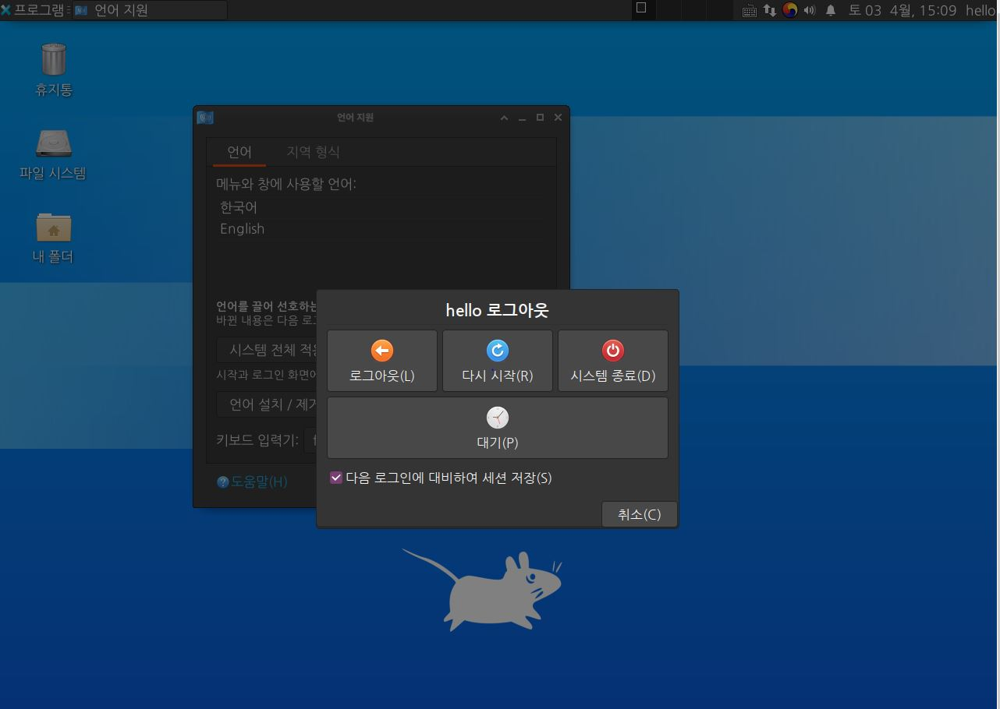 프로그램
언어 지원
토 03 4월, 15:09 hello
휴지통
파일 시스템
내 폴더
언어 지원
언어
지역 형식
메뉴와 창에 사용할 언어:
한국어
English
언어를 끌어 선호하는
바뀐 내용은 다음 로그
시스템 전체 적용
시작과 로그인 화면에
언어 설치 / 제거
키보드 입력기:
도움말(H)
hello 로그아웃
로그아웃(L)
다시 시작(R)
시스템 종료(D)
대기(P)
다음 로그인에 대비하여 세션 저장(S)
취소(C)